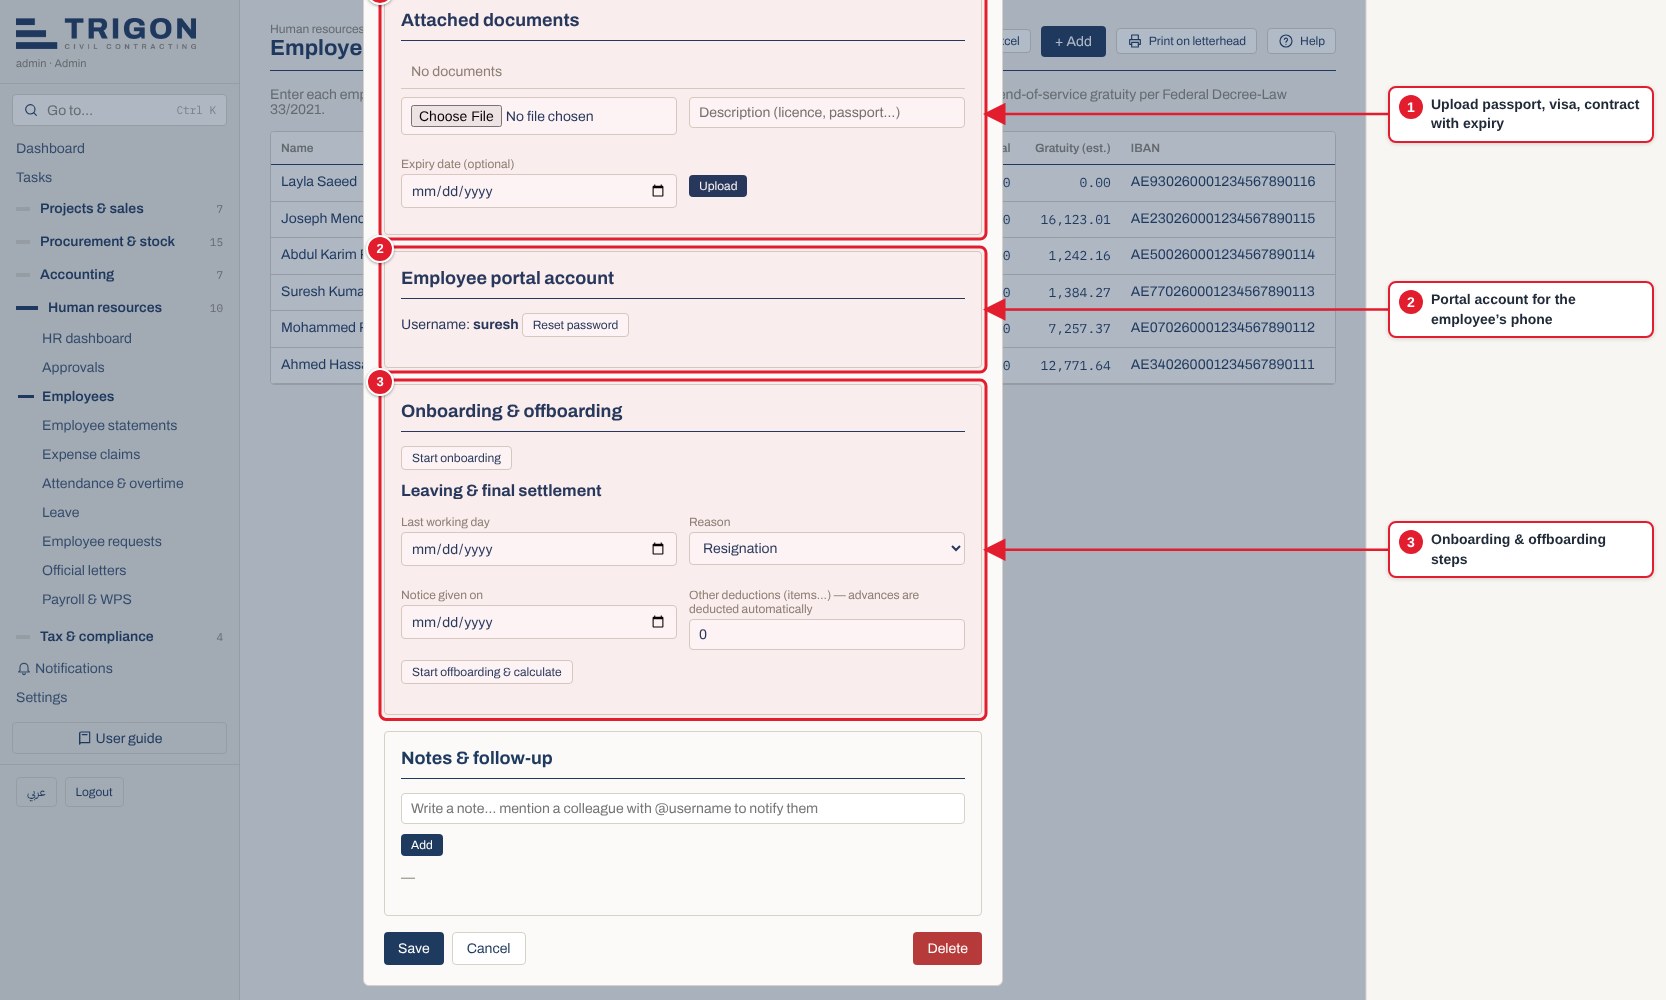 TRIGON
CIVIL CONTRACTING
admin · Admin
Go to...
Ctrl K
Dashboard
Tasks
Projects & sales 7
Procurement & stock 15
Accounting 7
Human resources 10
HR dashboard
Approvals
Employees
Employee statements
Expense claims
Attendance & overtime
Leave
Employee requests
Official letters
Payroll & WPS
Tax & compliance 4
Notifications
Settings
User guide
عربي
Logout
Human resources
+ Add
Print on letterhead
Help
Enter each
end-of-service gratuity per Federal Decree-Law
33/2021.
Name
Gratuity (est.)
IBAN
Layla Saeed
0.00
AE930260001234567890116
Joseph
16,123.01
AE230260001234567890115
Abdul Karim
1,242.16
AE500260001234567890114
Suresh
1,384.27
AE770260001234567890113
Mohammed
7,257.37
AE070260001234567890112
Ahmed
12,771.64
AE340260001234567890111
Attached documents
No documents
Choose File No file chosen
Description (licence, passport...)
Expiry date (optional)
mm/dd/yyyy
Upload
2
Employee portal account
Username: suresh Reset password
3
Onboarding & offboarding
Start onboarding
Leaving & final settlement
Last working day
mm/dd/yyyy
Reason
Resignation
Notice given on
mm/dd/yyyy
Other deductions (items...) — advances are
deducted automatically
0
Start offboarding & calculate
Notes & follow-up
Write a note... mention a colleague with @username to notify them
Add
—
Save
Cancel
Delete
1 Upload passport, visa, contract
with expiry
2 Portal account for the
employee's phone
3 Onboarding & offboarding
steps